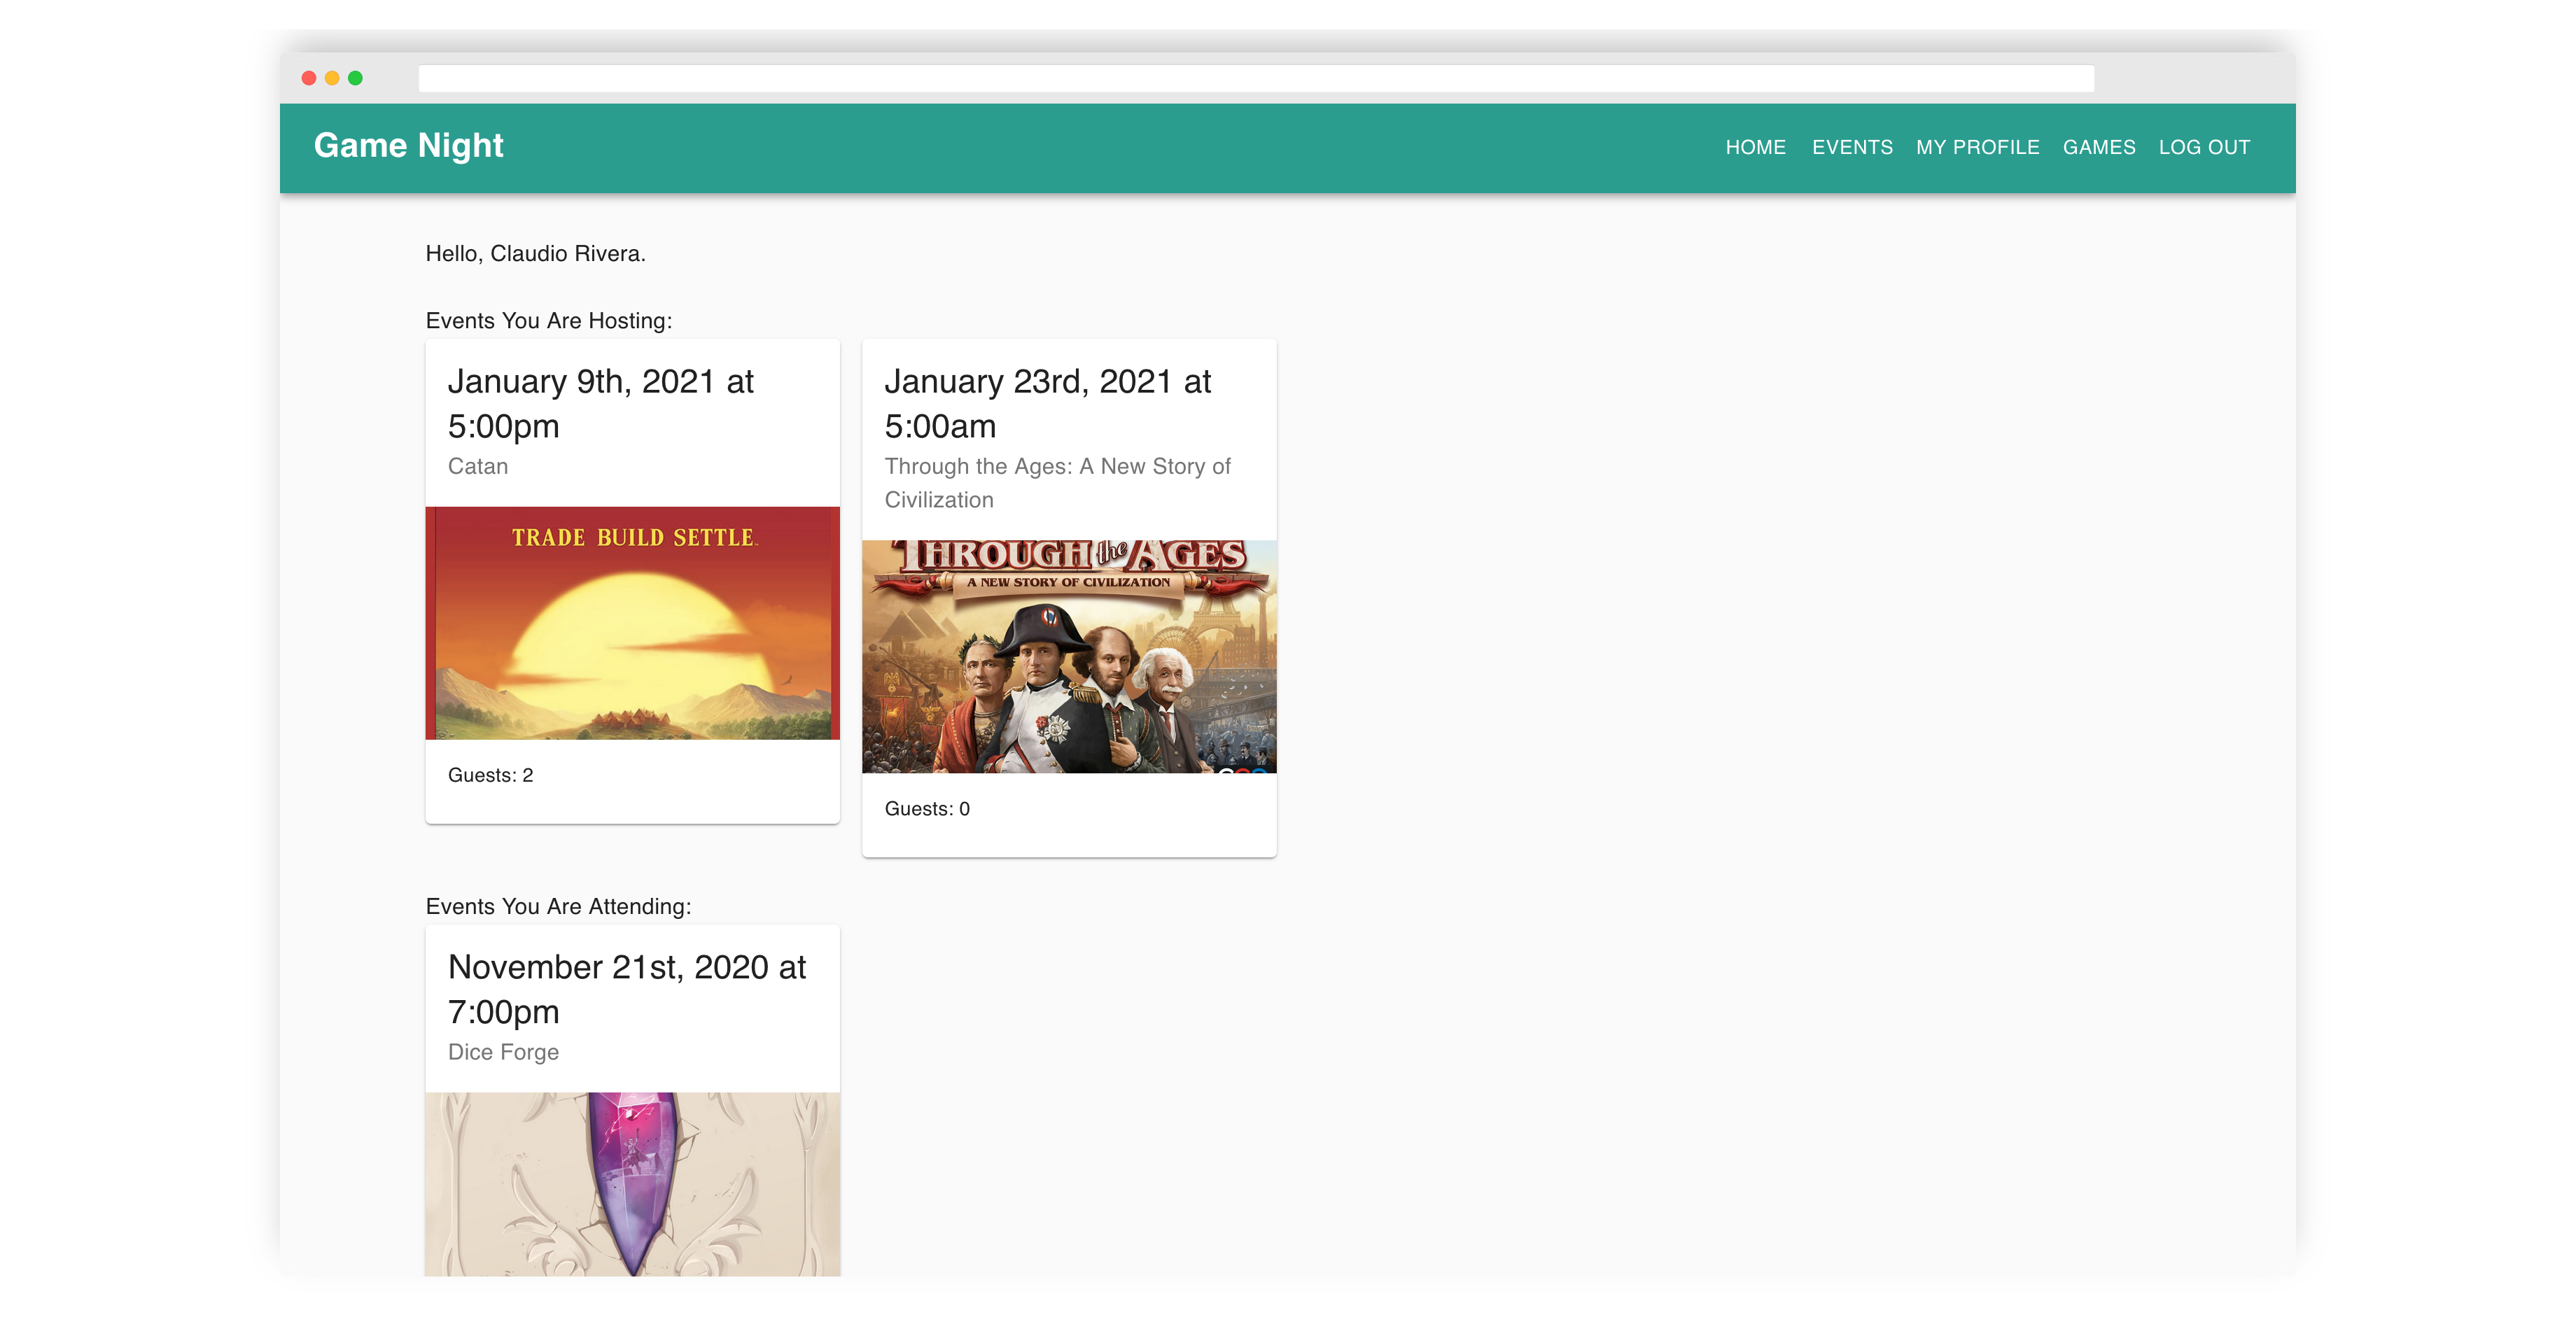 Game Night
HOME EVENTS MY PROFILE GAMES LOG OUT
Hello, Claudio Rivera.
Events You Are Hosting:
January 9th, 2021 at
5:00pm
Catan
TRADE BUILD SETTLE
Guests: 2
January 23rd, 2021 at
5:00am
Through the Ages: A New Story of
Civilization
THROUGH the AGES
A NEW STORY OF CIVILIZATION
Guests: 0
Events You Are Attending:
November 21st, 2020 at
7:00pm
Dice Forge